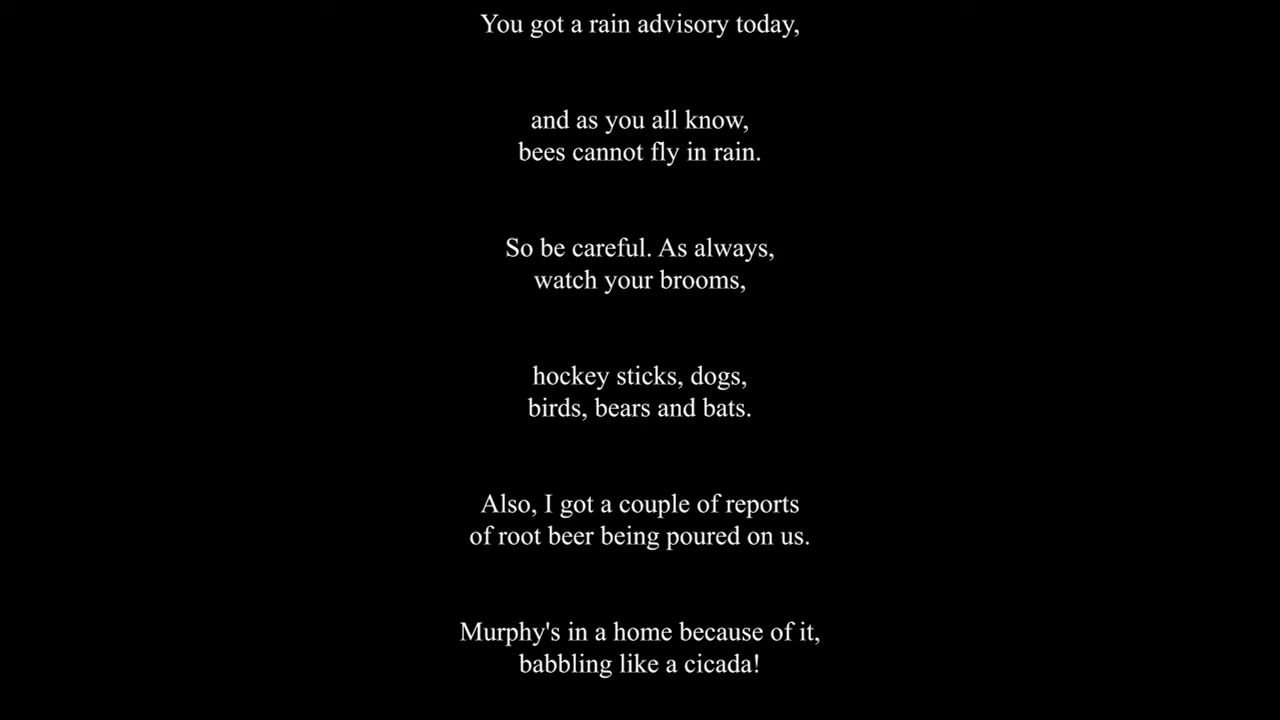 You got a rain advisory today,
and as you all know,
bees cannot fly in rain.
So be careful. As always,
watch your brooms,
hockey sticks, dogs,
birds, bears and bats.
Also, I got a couple of reports
of root beer being poured on us.
Murphy's in a home because of it,
babbling like a cicada!